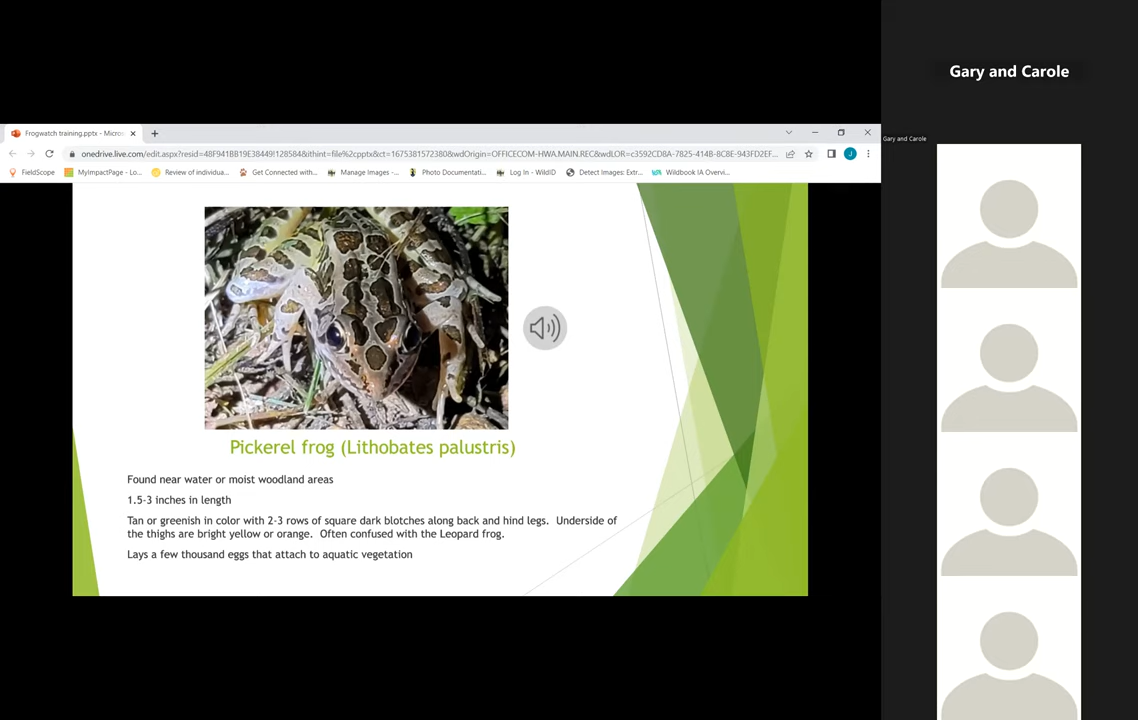 Gary and Carole
Gary and Carole
Frogwatch training.pptx - Micros
onedrive.live.com/edit.aspx?resid=48F941BB19E38449!128584&ithint=file%2cpptx&ct=1675381572380&wdOrigin=OFFICECOM-HWA.MAIN.REC&wdLOR=c3592CD8A-7825-414B-8C8E-943FD2EF...
J
FieldScope MyImpactPage - Lo... Review of individua... Get Connected with... Manage Images -... Photo Documentati... Log In - WildID Detect Images: Extr... Wildbook IA Overvi...
Pickerel frog (Lithobates palustris)
Found near water or moist woodland areas
1.5-3 inches in length
Tan or greenish in color with 2-3 rows of square dark blotches along back and hind legs. Underside of
the thighs are bright yellow or orange. Often confused with the Leopard frog.
Lays a few thousand eggs that attach to aquatic vegetation